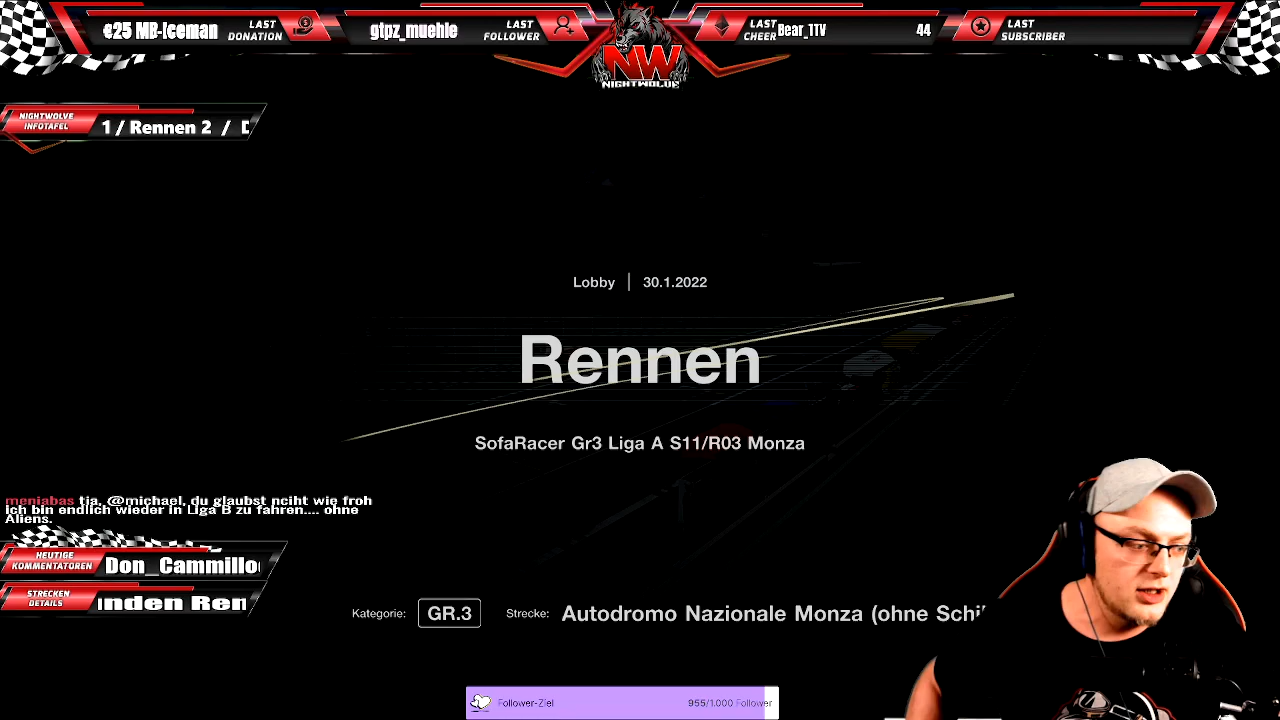 €25 MB-Iceman LAST DONATION
gtpz_muehle LAST FOLLOWER
NW
NIGHTWOLVE
LAST CHEER Bear_1TV 44
LAST SUBSCRIBER
NIGHTWOLVE INFOTAFEL
1 / Rennen 2 / D
Lobby | 30.1.2022
Rennen
SofaRacer Gr3 Liga A S11/R03 Monza
meniabas tja, @michael, du glaubst nciht wie froh
ich bin endlich wieder in Liga B zu fahren.... ohne
Aliens.
HEUTIGE KOMMENTATOREN
Don_Cammillo
STRECKEN DETAILS
nden Ren
Kategorie: GR.3 Strecke: Autodromo Nazionale Monza (ohne Schi
Follower-Ziel 955/1.000 Follower